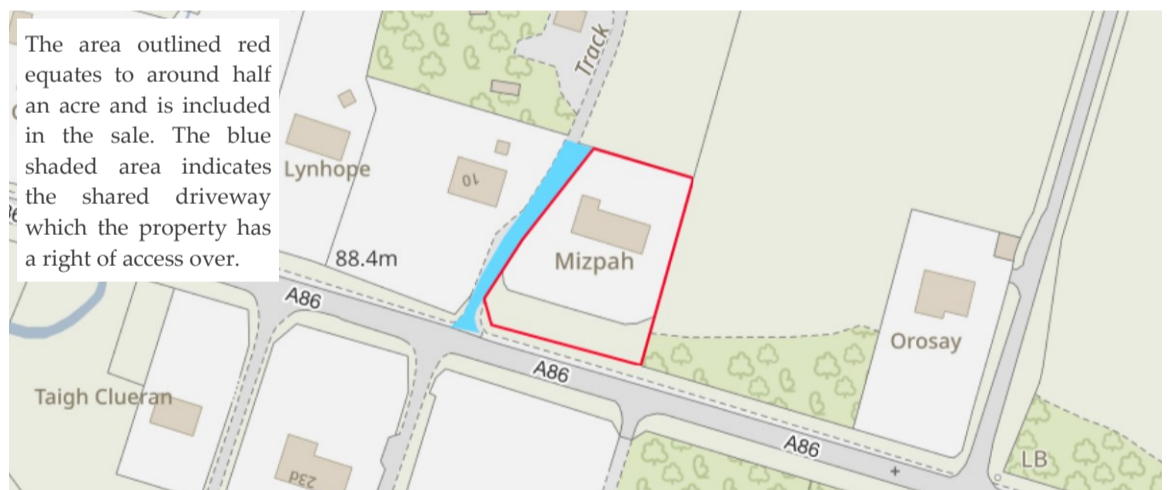 The area outlined red
equates to around half
an acre and is included
in the sale. The blue
shaded area indicates
the shared driveway
which the property has
a right of access over.
Track
Lynhope
10
Mizpah
88.4m
A86
A86
A86
Orosay
Taigh Clueran
23d
LB